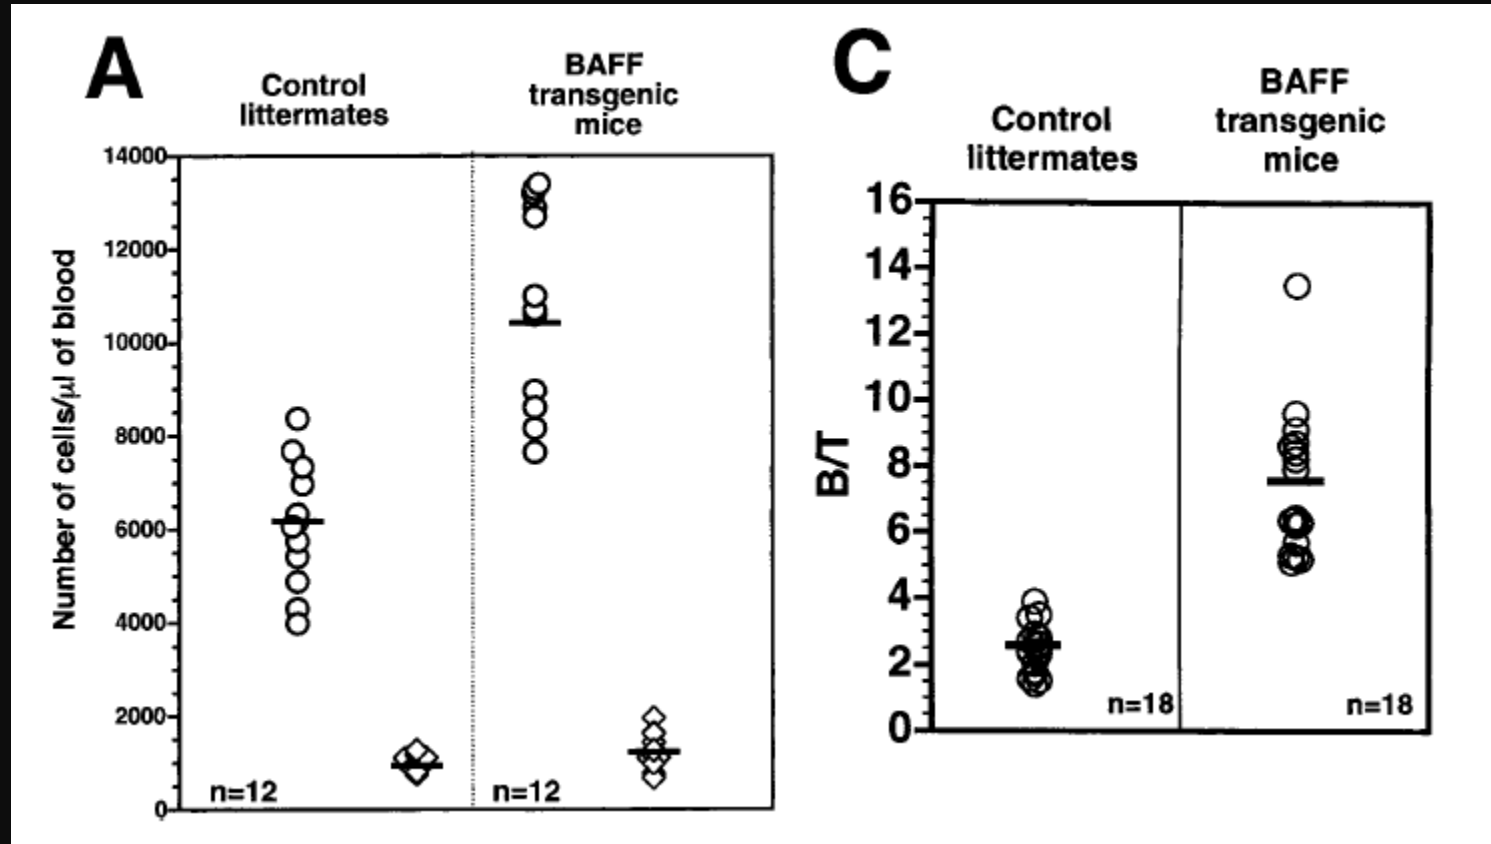 A
Control
littermates
BAFF
transgenic
mice
Number of cells/µl of blood
14000
12000
10000
8000
6000
4000
2000
0
n=12
n=12
C
Control
littermates
BAFF
transgenic
mice
B/T
16
14
12
10
8
6
4
2
0
n=18
n=18